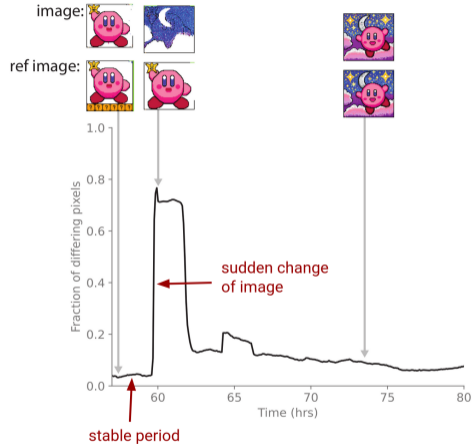 image:
ref image:
1.0
0.8
0.6
0.4
0.2
0.0
Fraction of differing pixels
sudden change
of image
60
65
70
75
80
Time (hrs)
stable period